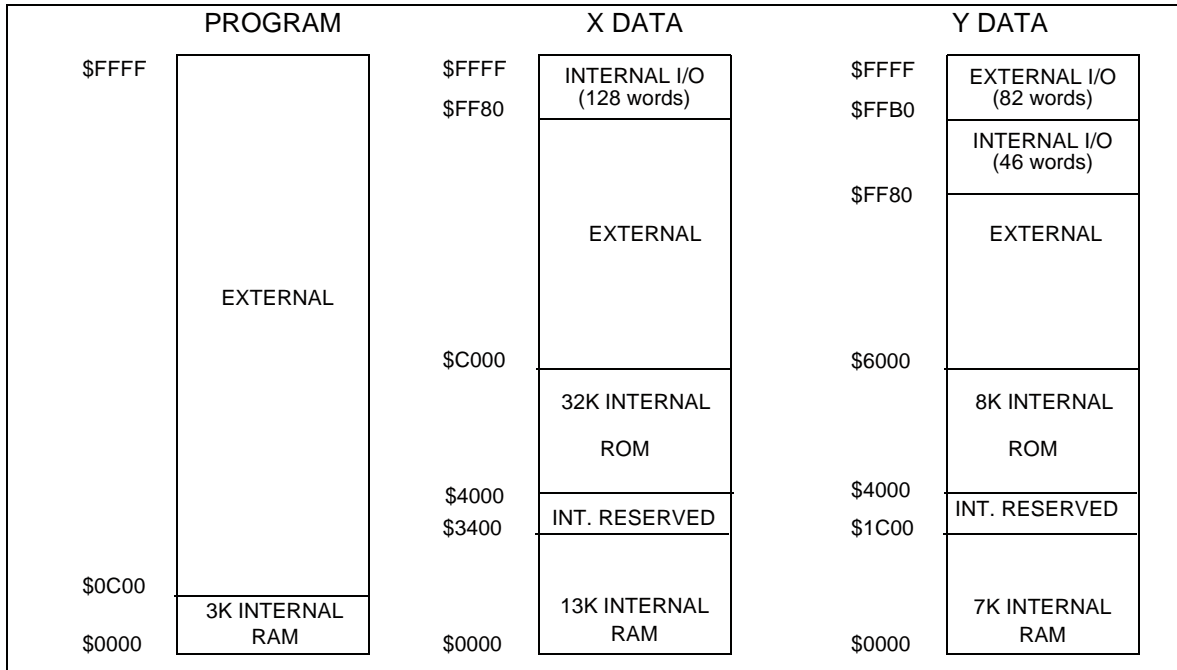 PROGRAM
$FFFF
EXTERNAL
$0C00
3K INTERNAL
RAM
$0000
X DATA
$FFFF
INTERNAL I/O
(128 words)
$FF80
EXTERNAL
$C000
32K INTERNAL
ROM
$4000
INT. RESERVED
$3400
13K INTERNAL
RAM
$0000
Y DATA
$FFFF
EXTERNAL I/O
(82 words)
$FFB0
INTERNAL I/O
(46 words)
$FF80
EXTERNAL
$6000
8K INTERNAL
ROM
$4000
INT. RESERVED
$1C00
7K INTERNAL
RAM
$0000